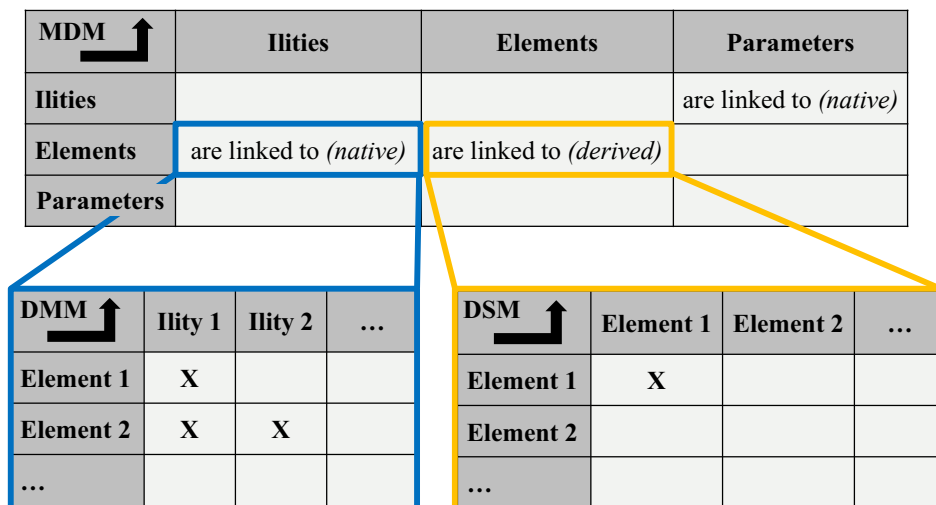 MDM Ilities Elements Parameters
Ilities are linked to (native)
Elements are linked to (native) are linked to (derived)
Parameters
DMM Ility 1 Ility 2 …
Element 1 X
Element 2 X X
…
DSM Element 1 Element 2 …
Element 1 X
Element 2
…